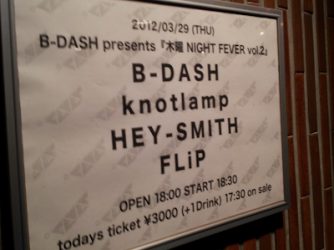 2012/03/29 (THU)
B-DASH presents『木曜 NIGHT FEVER vol.2』
B-DASH
knotlamp
HEY-SMITH
FLiP
OPEN 18:00 START 18:30
todays ticket ¥3000 (+1Drink) 17:30 on sale